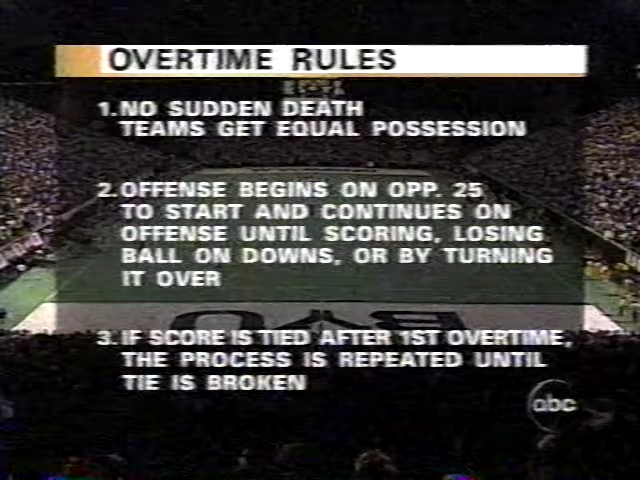 OVERTIME RULES
1. NO SUDDEN DEATH
TEAMS GET EQUAL POSSESSION
2. OFFENSE BEGINS ON OPP. 25
TO START AND CONTINUES ON
OFFENSE UNTIL SCORING, LOSING
BALL ON DOWNS, OR BY TURNING
IT OVER
BYU
3. IF SCORE IS TIED AFTER 1ST OVERTIME,
THE PROCESS IS REPEATED UNTIL
TIE IS BROKEN
abc